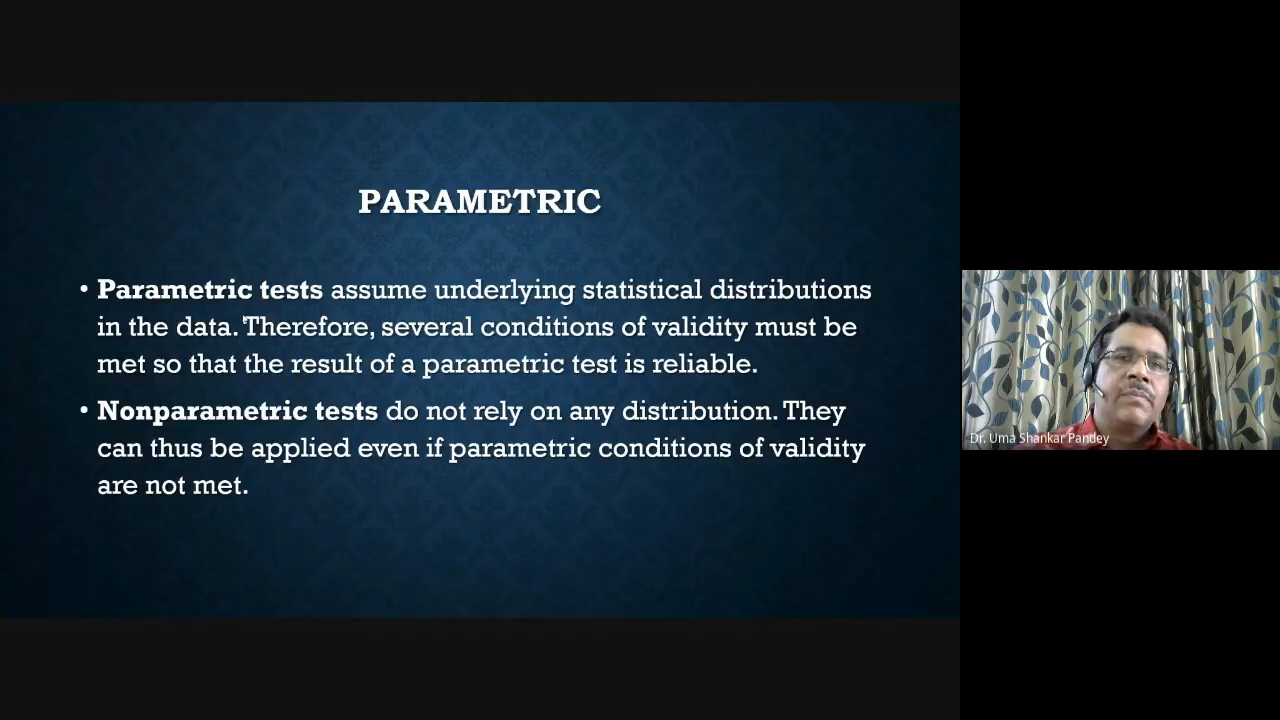 PARAMETRIC
• Parametric tests assume underlying statistical distributions
in the data. Therefore, several conditions of validity must be
met so that the result of a parametric test is reliable.
• Nonparametric tests do not rely on any distribution. They
can thus be applied even if parametric conditions of validity
are not met.
Dr. Uma Shankar Pandey